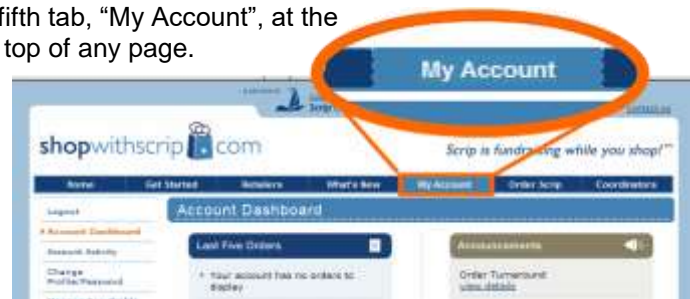 fifth tab, “My Account”, at the
top of any page.
My Account
Scrip
shopwithscrip.com
Scrip is fundraising while you shop!™
Home Get Started Retailers What's New My Account Order Scrip Coordinators
Logout
Account Dashboard
Account Dashboard
Account Activity
Last Five Orders
Announcements
Change
Profile/Password
Your account has no orders to
display
Order Turnaround
view details